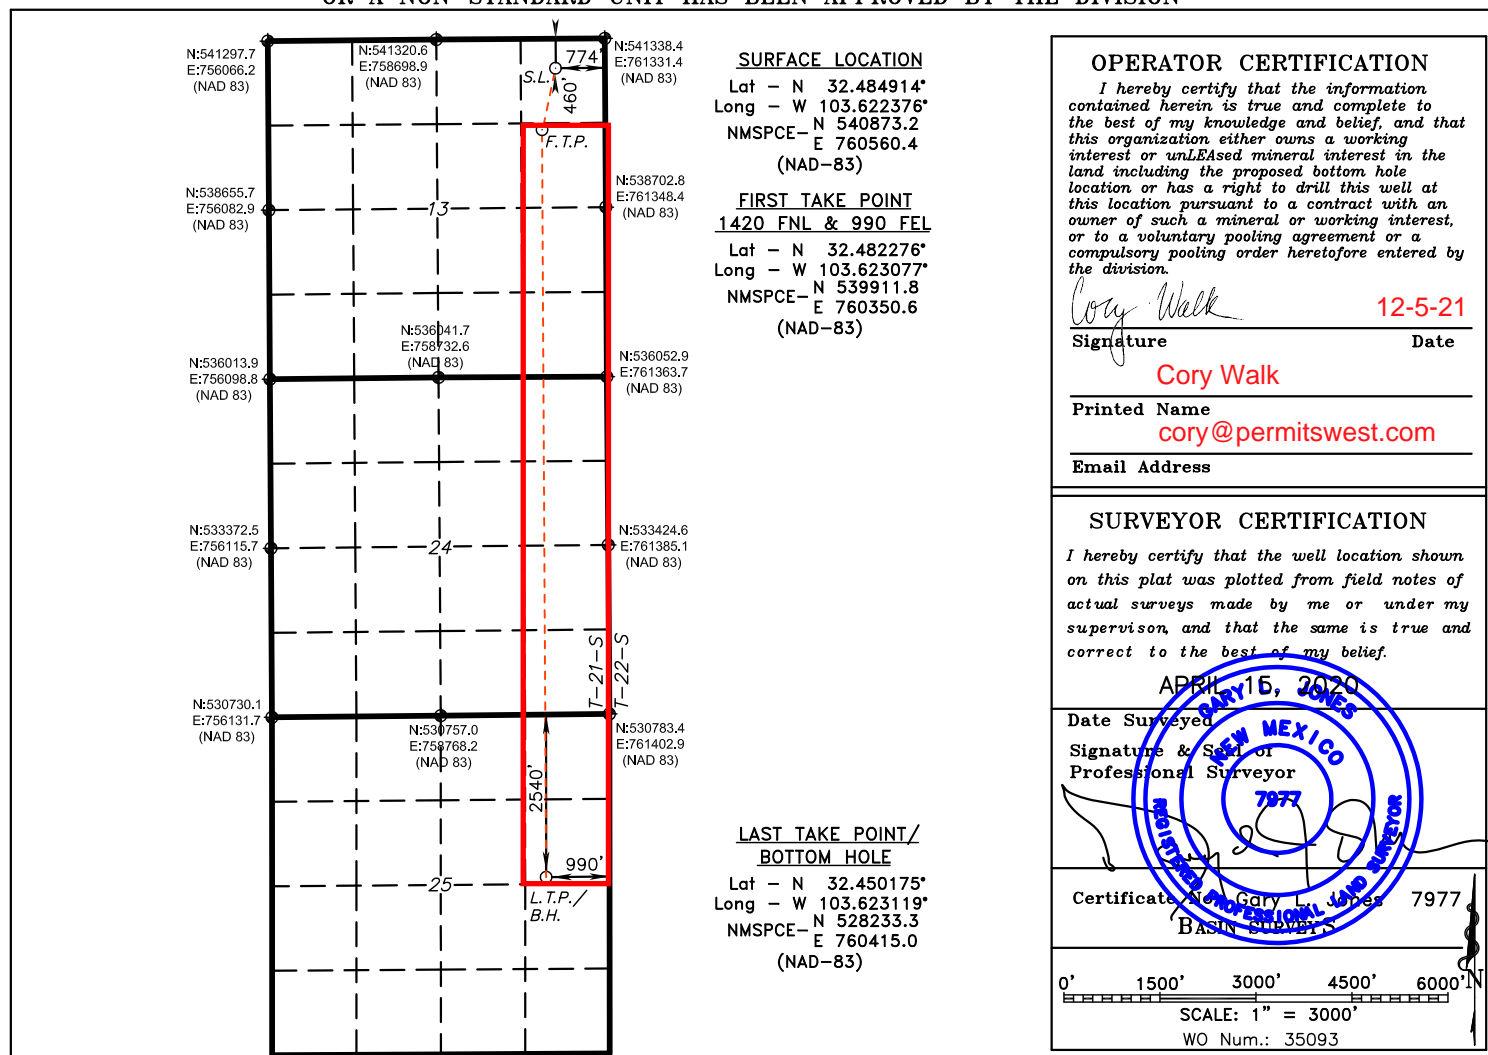 OR A NON-STANDARD UNIT HAS BEEN APPROVED BY THE DIVISION
N:541297.7
E:756066.2
(NAD 83)
N:541320.6
E:758698.9
(NAD 83)
N:541338.4
E:761331.4
(NAD 83)
774'
S.L.
460'
F.T.P.
N:538655.7
E:756082.9
(NAD 83)
13
N:538702.8
E:761348.4
(NAD 83)
N:536041.7
E:758732.6
(NAD 83)
N:536013.9
E:756098.8
(NAD 83)
N:536052.9
E:761363.7
(NAD 83)
N:533372.5
E:756115.7
(NAD 83)
24
N:533424.6
E:761385.1
(NAD 83)
T-21-S
T-22-S
N:530730.1
E:756131.7
(NAD 83)
N:530757.0
E:758768.2
(NAD 83)
N:530783.4
E:761402.9
(NAD 83)
2540'
990'
25
L.T.P./
B.H.
SURFACE LOCATION
Lat - N 32.484914°
Long - W 103.622376°
NMSPCE- N 540873.2
E 760560.4
(NAD-83)
FIRST TAKE POINT
1420 FNL & 990 FEL
Lat - N 32.482276°
Long - W 103.623077°
NMSPCE- N 539911.8
E 760350.6
(NAD-83)
LAST TAKE POINT/
BOTTOM HOLE
Lat - N 32.450175°
Long - W 103.623119°
NMSPCE- N 528233.3
E 760415.0
(NAD-83)
OPERATOR CERTIFICATION
I hereby certify that the information
contained herein is true and complete to
the best of my knowledge and belief, and that
this organization either owns a working
interest or unLEAsed mineral interest in the
land including the proposed bottom hole
location or has a right to drill this well at
this location pursuant to a contract with an
owner of such a mineral or working interest,
or to a voluntary pooling agreement or a
compulsory pooling order heretofore entered by
the division.
Cory Walk 12-5-21
Signature Date
Cory Walk
Printed Name
cory@permitswest.com
Email Address
SURVEYOR CERTIFICATION
I hereby certify that the well location shown
on this plat was plotted from field notes of
actual surveys made by me or under my
supervison, and that the same is true and
correct to the best of my belief.
APRIL 15, 2020
Date Surveyed
Signature & Seal of
Professional Surveyor
GARY L. JONES
NEW MEXICO
7977
REGISTERED PROFESSIONAL LAND SURVEYOR
Certificate No. Gary L. Jones 7977
BASIN SURVEYS
0' 1500' 3000' 4500' 6000'
N
SCALE: 1" = 3000'
WO Num.: 35093